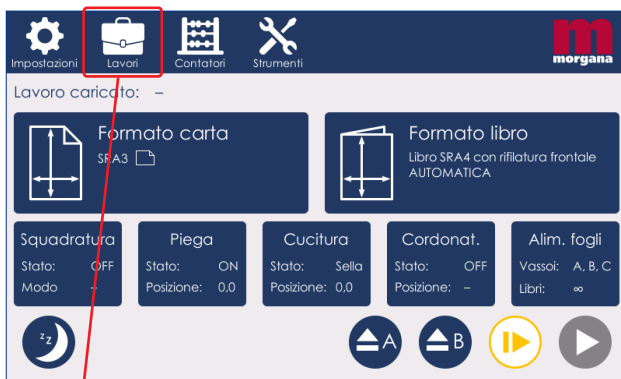 Impostazioni Lavori Contatori Strumenti
morgana
Lavoro caricato: –
Formato carta
SRA3
Formato libro
Libro SRA4 con rifilatura frontale
AUTOMATICA
Squadratura
Stato: OFF
Modo –
Piega
Stato: ON
Posizione: 0,0
Cucitura
Stato: Sella
Posizione: 0,0
Cordonat.
Stato: OFF
Posizione: –
Alim. fogli
Vassoi: A, B, C
Libri: ∞
z z
A
B